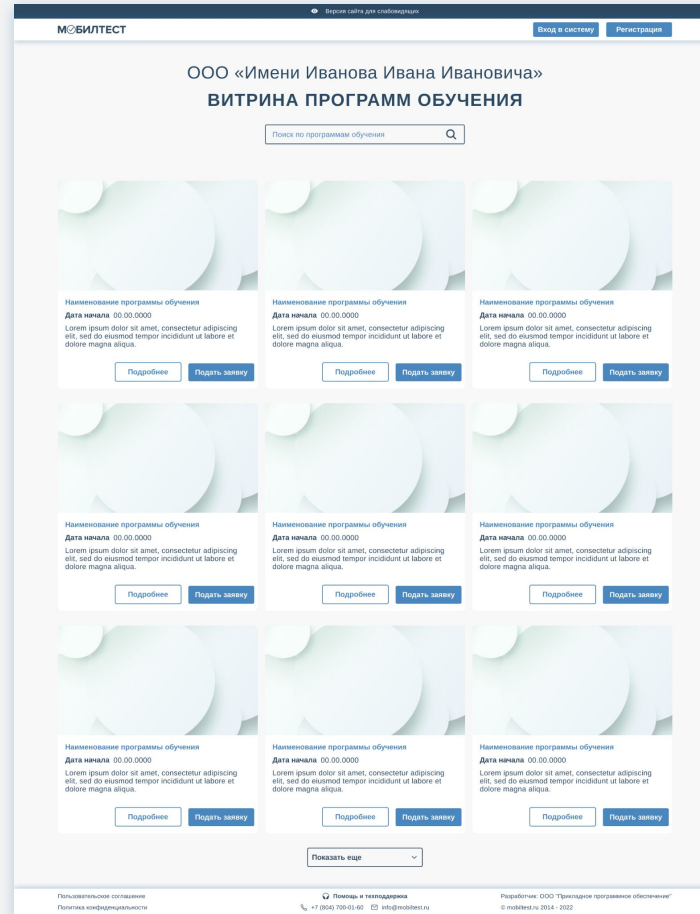 Версия сайта для слабовидящих
МОБИЛТЕСТ
Вход в систему Регистрация
ООО «Имени Иванова Ивана Ивановича»
ВИТРИНА ПРОГРАММ ОБУЧЕНИЯ
Поиск по программам обучения
Наименование программы обучения
Дата начала 00.00.0000
Lorem ipsum dolor sit amet, consectetur adipiscing
elit, sed do eiusmod tempor incididunt ut labore et
dolore magna aliqua.
Подробнее Подать заявку
Наименование программы обучения
Дата начала 00.00.0000
Lorem ipsum dolor sit amet, consectetur adipiscing
elit, sed do eiusmod tempor incididunt ut labore et
dolore magna aliqua.
Подробнее Подать заявку
Наименование программы обучения
Дата начала 00.00.0000
Lorem ipsum dolor sit amet, consectetur adipiscing
elit, sed do eiusmod tempor incididunt ut labore et
dolore magna aliqua.
Подробнее Подать заявку
Наименование программы обучения
Дата начала 00.00.0000
Lorem ipsum dolor sit amet, consectetur adipiscing
elit, sed do eiusmod tempor incididunt ut labore et
dolore magna aliqua.
Подробнее Подать заявку
Наименование программы обучения
Дата начала 00.00.0000
Lorem ipsum dolor sit amet, consectetur adipiscing
elit, sed do eiusmod tempor incididunt ut labore et
dolore magna aliqua.
Подробнее Подать заявку
Наименование программы обучения
Дата начала 00.00.0000
Lorem ipsum dolor sit amet, consectetur adipiscing
elit, sed do eiusmod tempor incididunt ut labore et
dolore magna aliqua.
Подробнее Подать заявку
Наименование программы обучения
Дата начала 00.00.0000
Lorem ipsum dolor sit amet, consectetur adipiscing
elit, sed do eiusmod tempor incididunt ut labore et
dolore magna aliqua.
Подробнее Подать заявку
Наименование программы обучения
Дата начала 00.00.0000
Lorem ipsum dolor sit amet, consectetur adipiscing
elit, sed do eiusmod tempor incididunt ut labore et
dolore magna aliqua.
Подробнее Подать заявку
Наименование программы обучения
Дата начала 00.00.0000
Lorem ipsum dolor sit amet, consectetur adipiscing
elit, sed do eiusmod tempor incididunt ut labore et
dolore magna aliqua.
Подробнее Подать заявку
Показать еще
Пользовательское соглашение
Политика конфиденциальности
Помощь и техподдержка
+7 (804) 700-01-60 info@mobiltest.ru
Разработчик: ООО "Прикладное программное обеспечение"
© mobiltest.ru 2014 - 2022